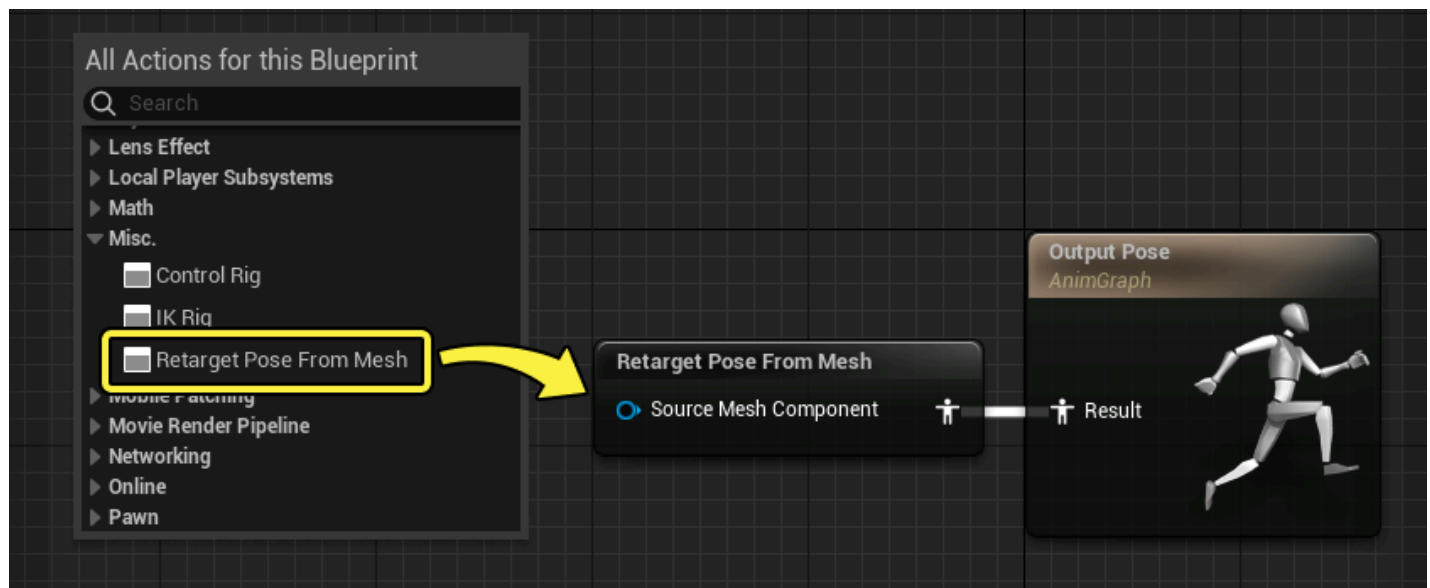 All Actions for this Blueprint
Search
Lens Effect
Local Player Subsystems
Math
Misc.
Control Rig
IK Rig
Retarget Pose From Mesh
Mobile Patching
Movie Render Pipeline
Networking
Online
Pawn
Retarget Pose From Mesh
Source Mesh Component
Output Pose
AnimGraph
Result